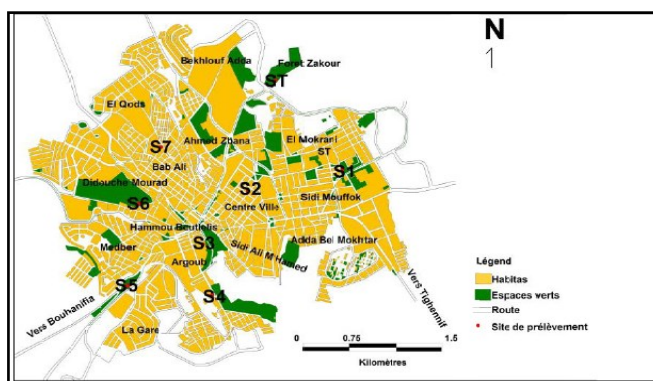 N
Bekhlouf Adda
Foret Zakour
ST
El Qods
Ahmed Zbana
El Mokrani
ST
S7
Bab Ali
S1
Didouche Mourad
S2
S6
Centre Ville
Sidi Mouffok
Hammou Boutlelis
S3
Adda Bel Mokhtar
Medber
Argoub
Sidi Ali M Hamed
S5
S4
Vers Bouhanifia
La Gare
Vers Tighennif
Légend
Habitas
Espaces verts
Route
Site de prélèvement
0 0.75 1.5
Kilomètres